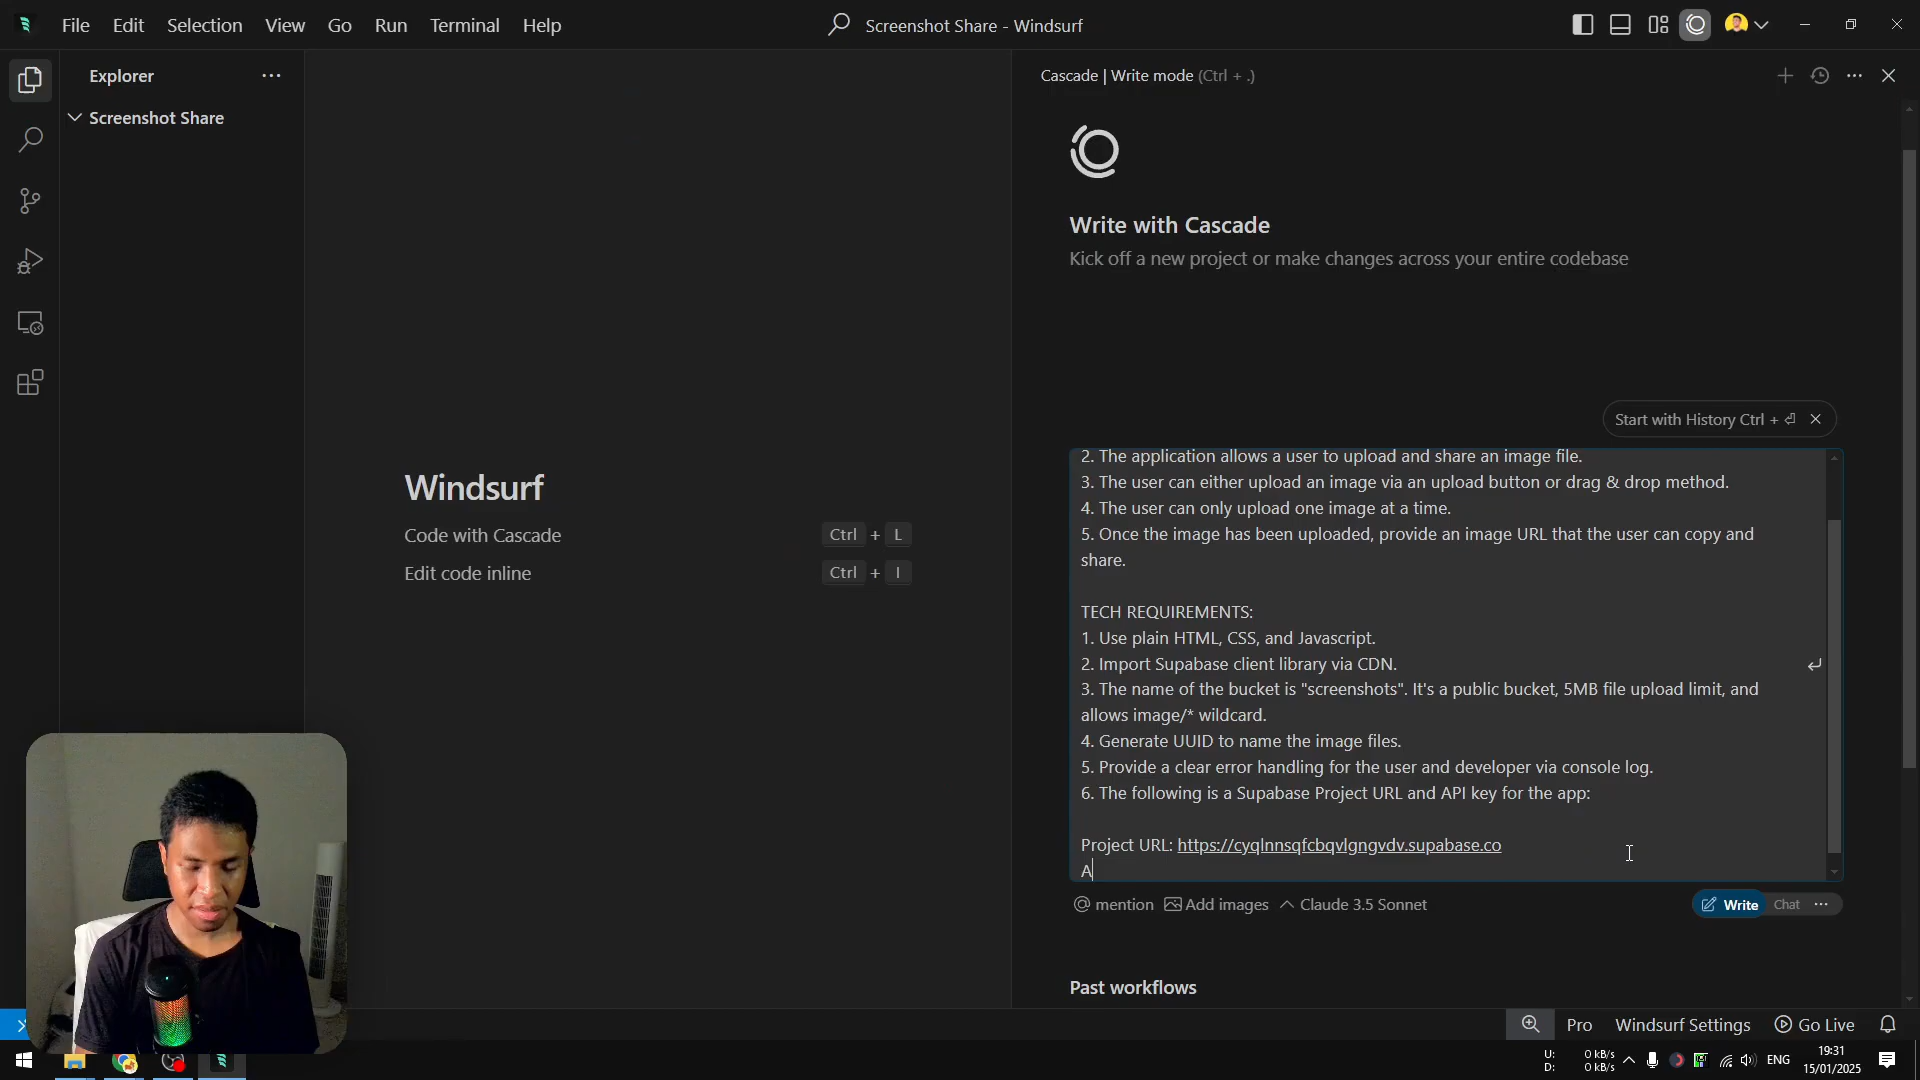 File Edit Selection View Go Run Terminal Help
Screenshot Share - Windsurf
Explorer
Cascade | Write mode (Ctrl + .)
Screenshot Share
Write with Cascade
Kick off a new project or make changes across your entire codebase
Start with History Ctrl + ⏎
2. The application allows a user to upload and share an image file.
3. The user can either upload an image via an upload button or drag & drop method.
4. The user can only upload one image at a time.
5. Once the image has been uploaded, provide an image URL that the user can copy and
share.
TECH REQUIREMENTS:
1. Use plain HTML, CSS, and Javascript.
2. Import Supabase client library via CDN.
3. The name of the bucket is "screenshots". It's a public bucket, 5MB file upload limit, and
allows image/* wildcard.
4. Generate UUID to name the image files.
5. Provide a clear error handling for the user and developer via console log.
6. The following is a Supabase Project URL and API key for the app:
Project URL: https://cyqlnnsqfcbqvlgngvdv.supabase.co
A
Windsurf
Code with Cascade Ctrl + L
Edit code inline Ctrl + I
@ mention Add images Claude 3.5 Sonnet
Write Chat
Past workflows
Pro Windsurf Settings Go Live
U: 0 kB/s
D: 0 kB/s
ENG
19:31
15/01/2025